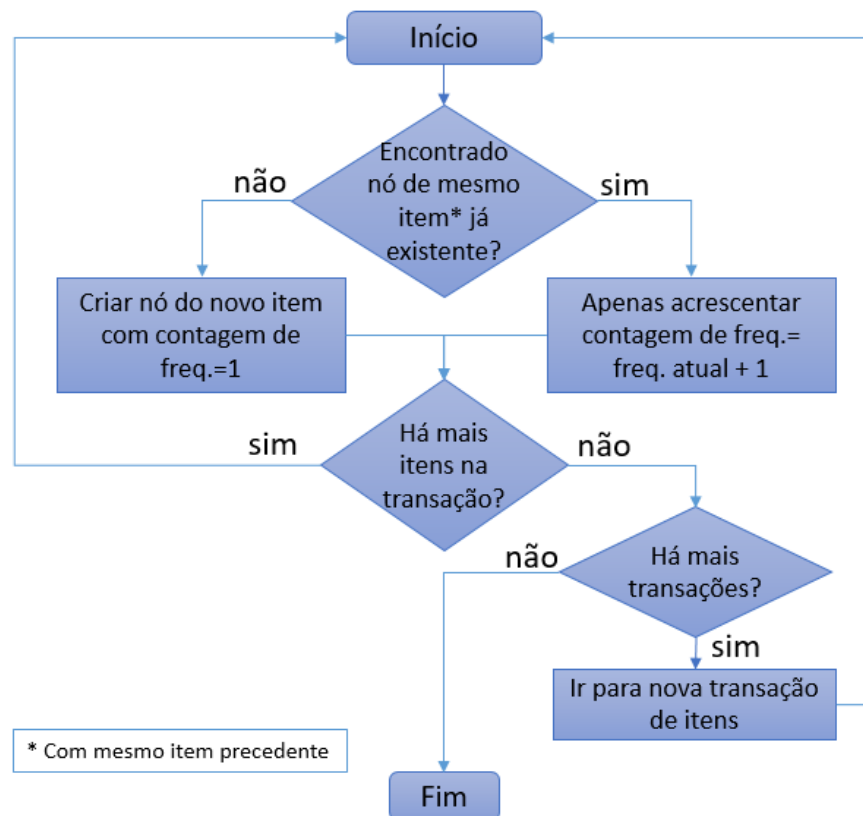 Início
Encontrado
nó de mesmo
item* já
existente?
não
sim
Criar nó do novo item
com contagem de
freq.=1
Apenas acrescentar
contagem de freq.=
freq. atual + 1
Há mais
itens na
transação?
sim
não
Há mais
transações?
não
sim
Ir para nova transação
de itens
* Com mesmo item precedente
Fim